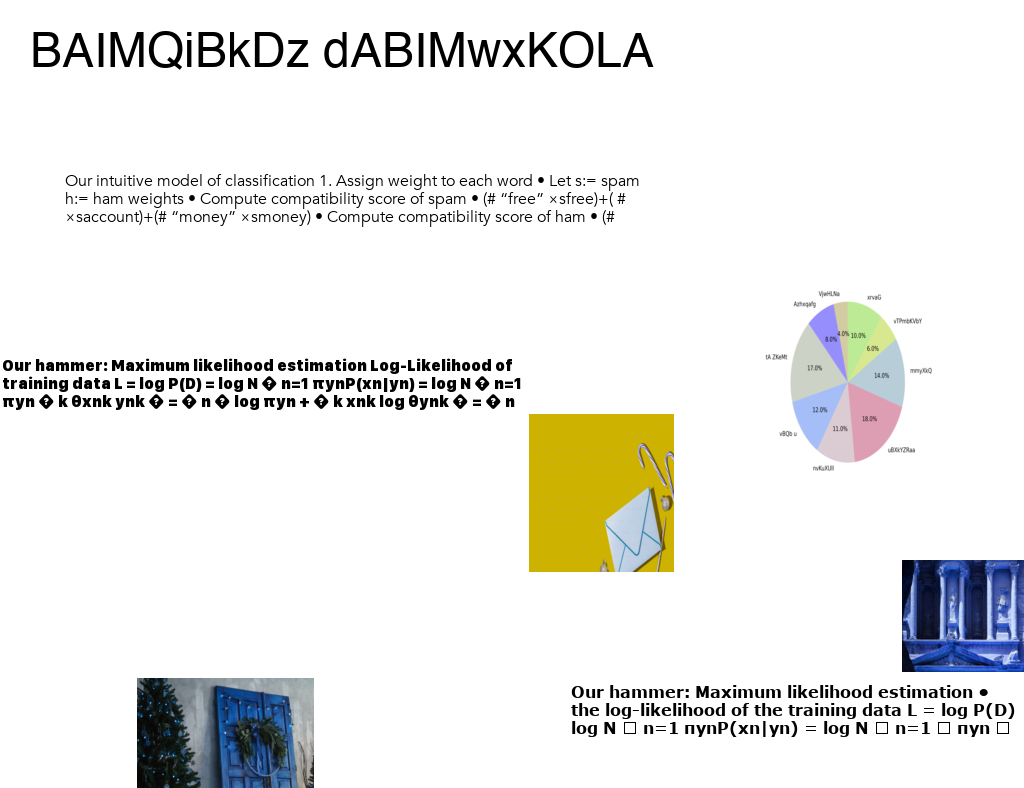 BAIMQiBkDz dABIMwxKOLA
Our intuitive model of classification 1. Assign weight to each word • Let s:= spam
h:= ham weights • Compute compatibility score of spam • (# “free” ×sfree)+( #
×saccount)+(# “money” ×smoney) • Compute compatibility score of ham • (#
VjwHLNa
xrvaG
Azhxqafg
vTPmbKVbY
4.0%
10.0%
8.0%
6.0%
tA ZKeMt
17.0%
14.0%
mmyXkQ
12.0%
18.0%
11.0%
vBQb u
uBXkYZRaa
nvKuXUll
Our hammer: Maximum likelihood estimation Log-Likelihood of
training data L = log P(D) = log N � n=1 πynP(xn|yn) = log N � n=1
πyn � k θxnk ynk � = � n � log πyn + � k xnk log θynk � = � n
Our hammer: Maximum likelihood estimation •
the log-likelihood of the training data L = log P(D)
log N □ n=1 πynP(xn|yn) = log N □ n=1 □ πyn □